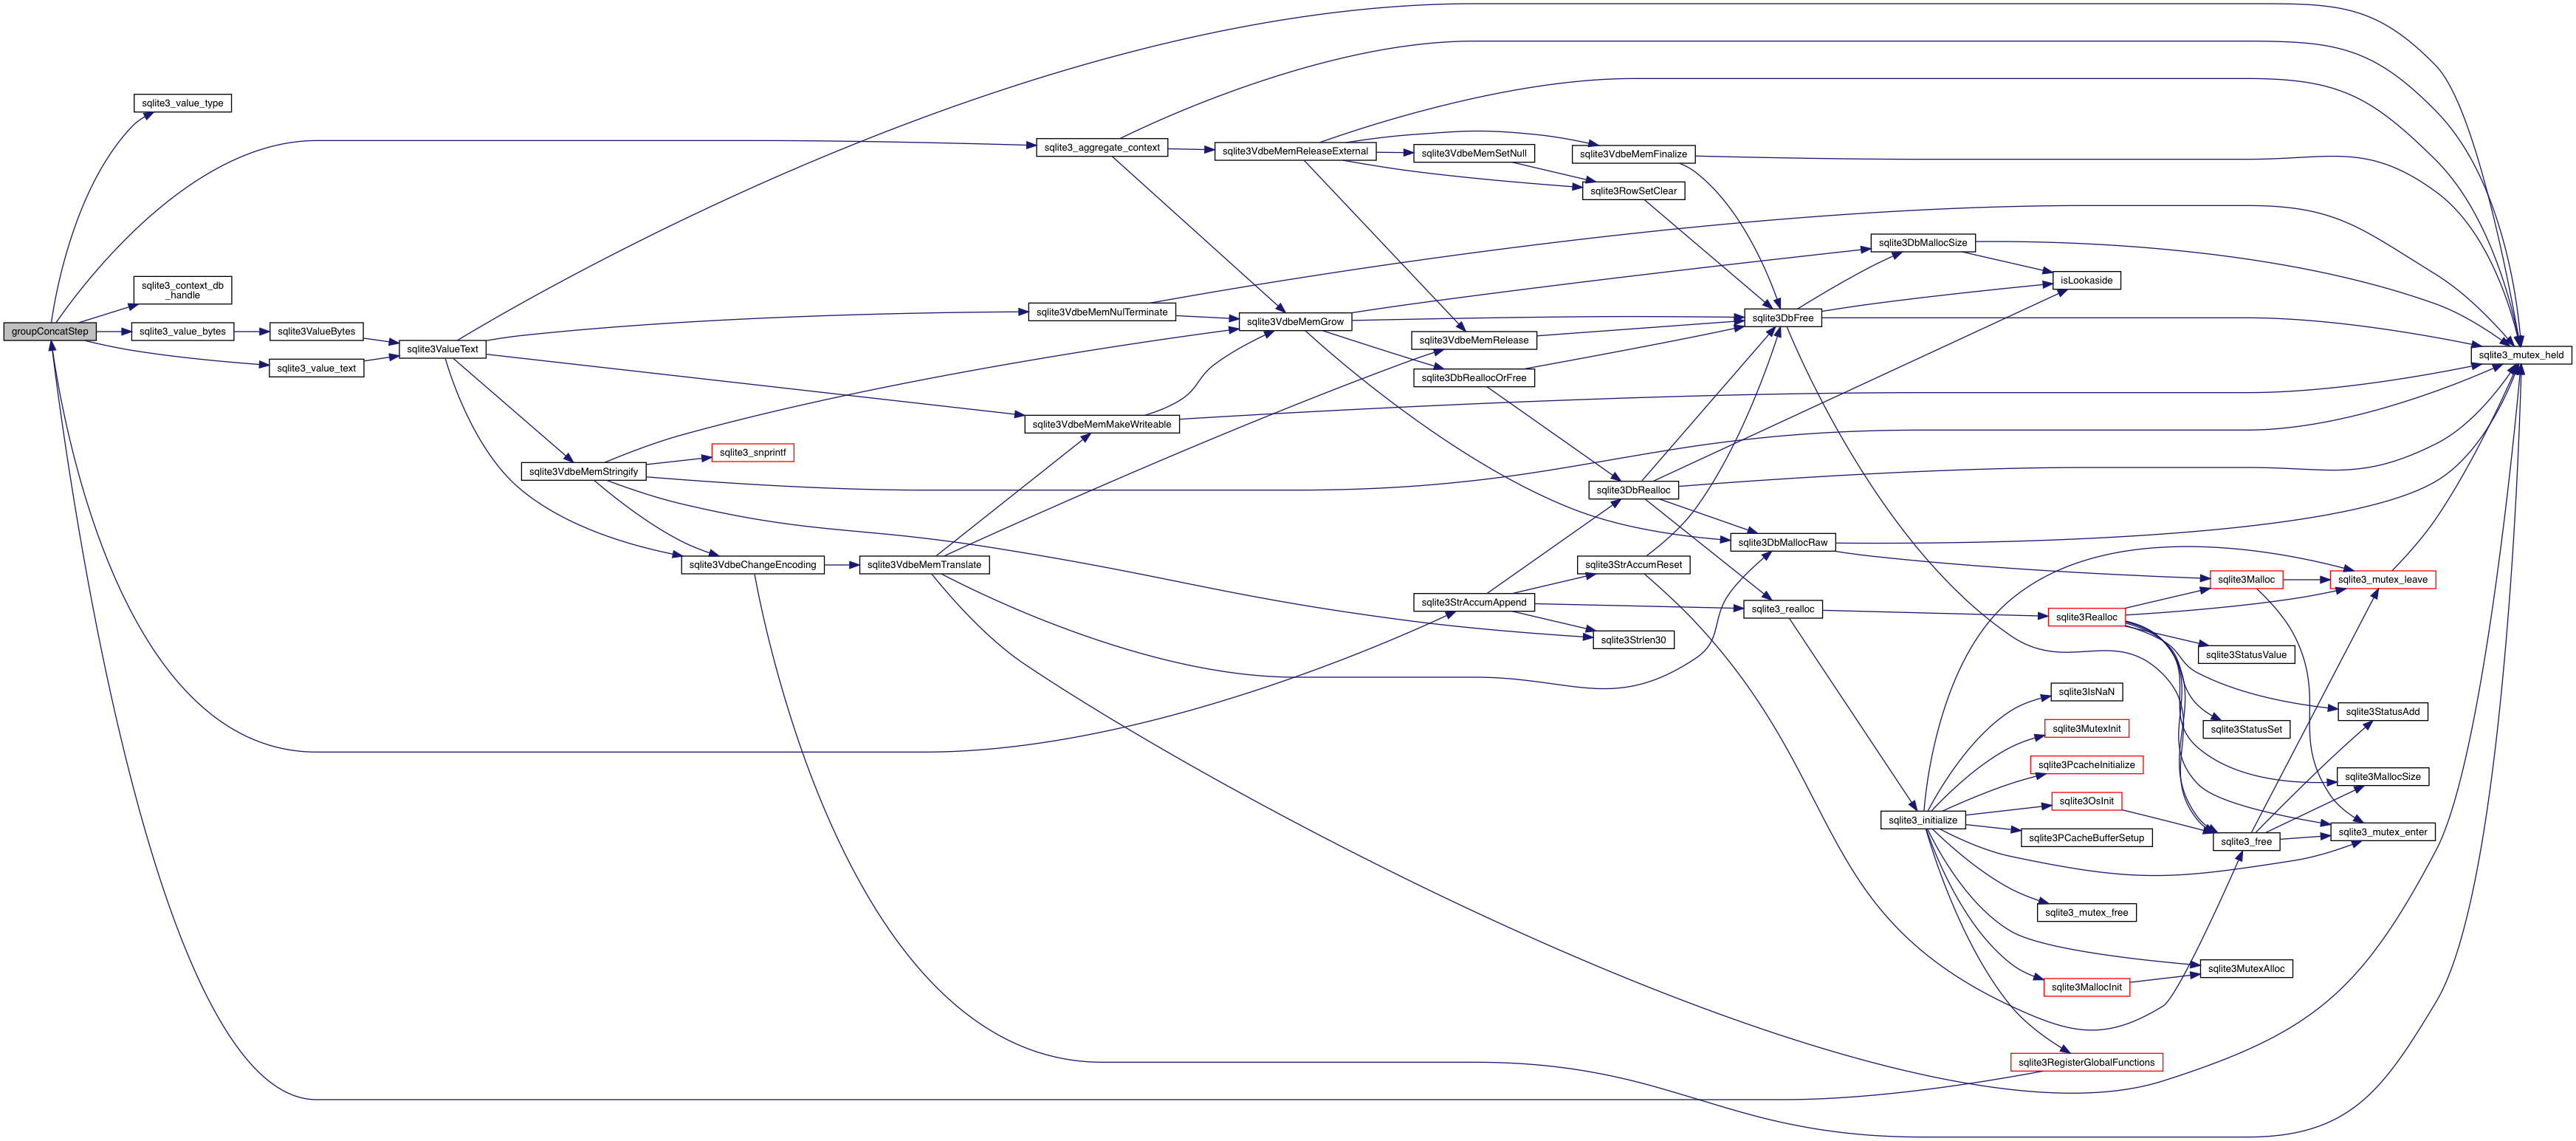 sqlite3_value_type
sqlite3_aggregate_context
sqlite3VdbeMemReleaseExternal
sqlite3VdbeMemSetNull
sqlite3VdbeMemFinalize
sqlite3RowSetClear
sqlite3DbMallocSize
isLookaside
sqlite3_context_db
_handle
groupConcatStep
sqlite3_value_bytes
sqlite3ValueBytes
sqlite3_value_text
sqlite3ValueText
sqlite3VdbeMemNulTerminate
sqlite3VdbeMemGrow
sqlite3VdbeMemRelease
sqlite3DbFree
sqlite3_mutex_held
sqlite3DbReallocOrFree
sqlite3VdbeMemMakeWriteable
sqlite3_snprintf
sqlite3VdbeMemStringify
sqlite3DbRealloc
sqlite3DbMallocRaw
sqlite3VdbeChangeEncoding
sqlite3VdbeMemTranslate
sqlite3StrAccumReset
sqlite3Malloc
sqlite3_mutex_leave
sqlite3StrAccumAppend
sqlite3_realloc
sqlite3Realloc
sqlite3Strlen30
sqlite3StatusValue
sqlite3IsNaN
sqlite3StatusAdd
sqlite3MutexInit
sqlite3StatusSet
sqlite3PcacheInitialize
sqlite3MallocSize
sqlite3OsInit
sqlite3_initialize
sqlite3PCacheBufferSetup
sqlite3_free
sqlite3_mutex_enter
sqlite3_mutex_free
sqlite3MutexAlloc
sqlite3MallocInit
sqlite3RegisterGlobalFunctions